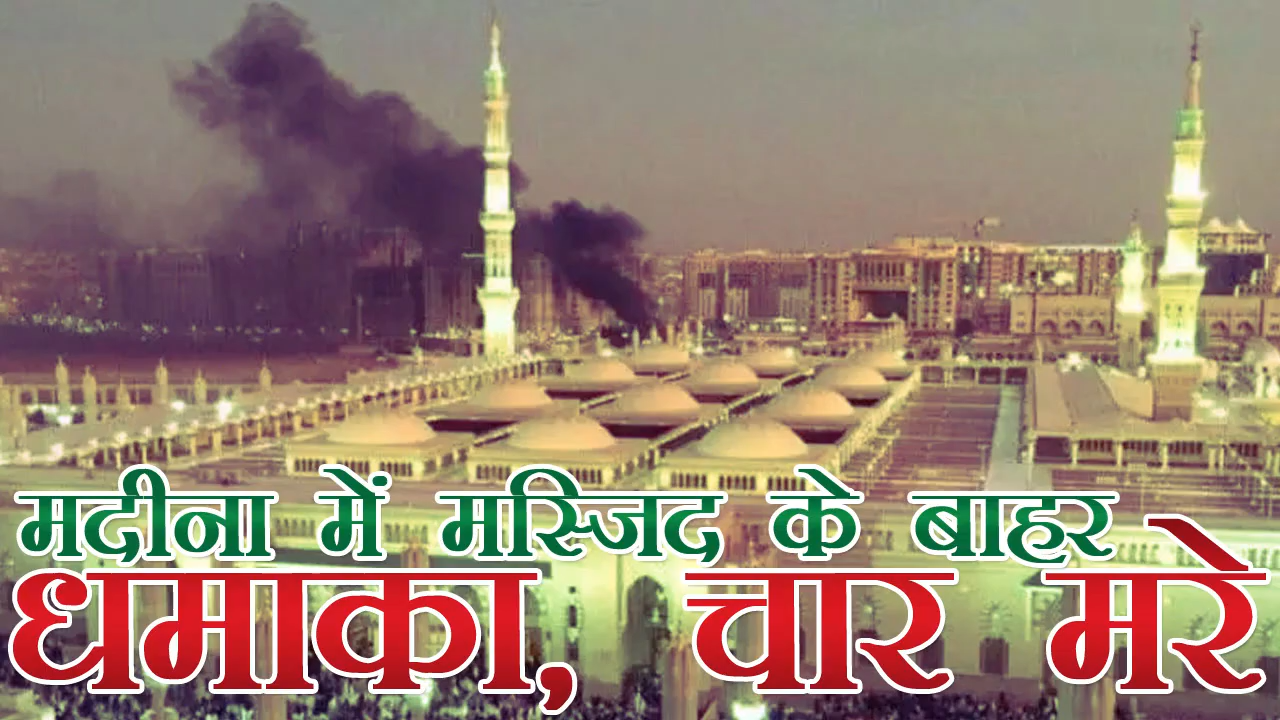 मदीना में मस्जिद के बाहर
धमाका, चार मरे